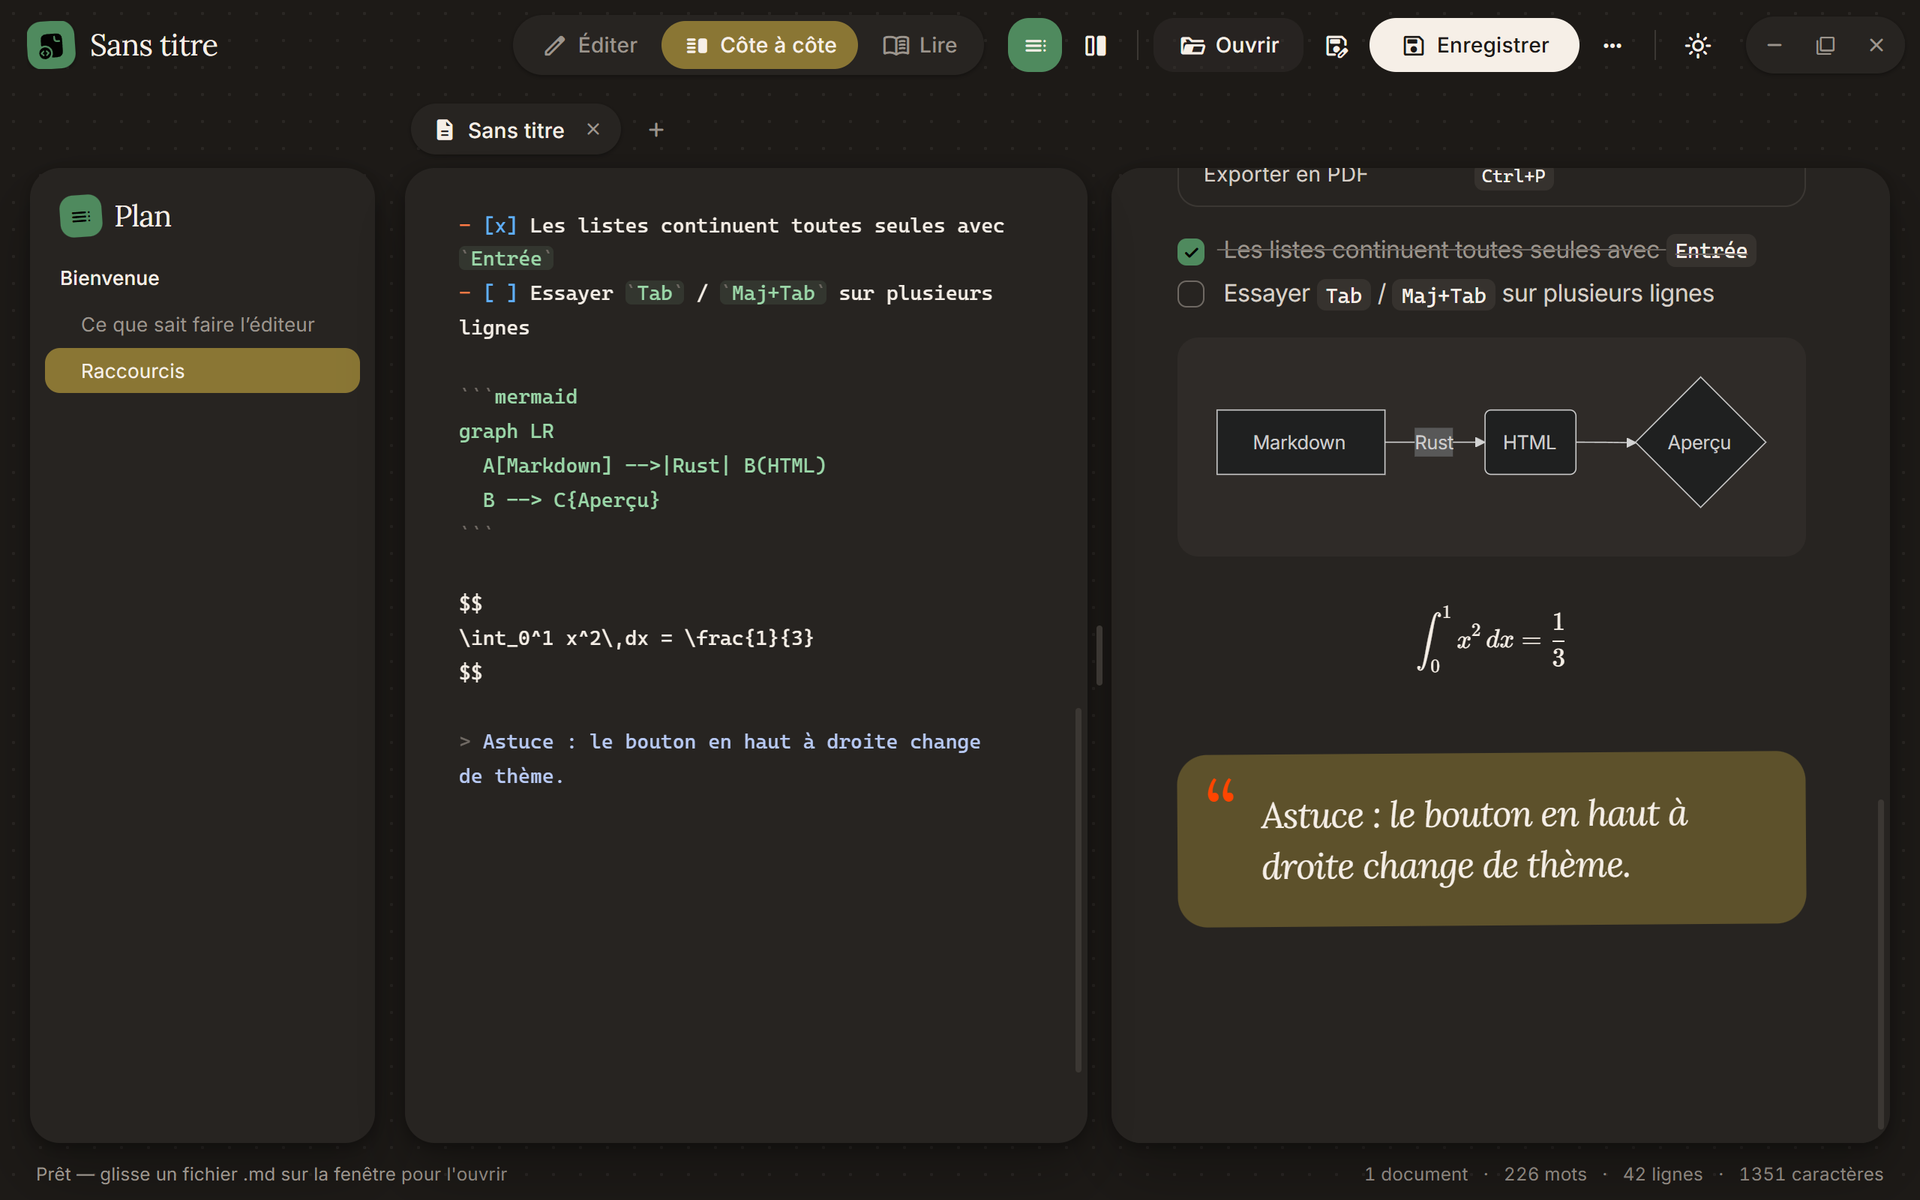 Sans titre
Éditer
Côte à côte
Lire
Ouvrir
Enregistrer
Sans titre
Plan
Bienvenue
Ce que sait faire l’éditeur
Raccourcis
- [x] Les listes continuent toutes seules avec
`Entrée`
- [ ] Essayer `Tab` / `Maj+Tab` sur plusieurs
lignes
```mermaid
graph LR
A[Markdown] -->|Rust| B(HTML)
B --> C{Aperçu}
```
$$
\int_0^1 x^2\,dx = \frac{1}{3}
$$
> Astuce : le bouton en haut à droite change
de thème.
Exporter en PDF Ctrl+P
Les listes continuent toutes seules avec Entrée
Essayer Tab / Maj+Tab sur plusieurs lignes
Markdown Rust HTML Aperçu
∫₀¹ x² dx = 1/3
“ Astuce : le bouton en haut à
droite change de thème.
Prêt — glisse un fichier .md sur la fenêtre pour l'ouvrir
1 document · 226 mots · 42 lignes · 1351 caractères